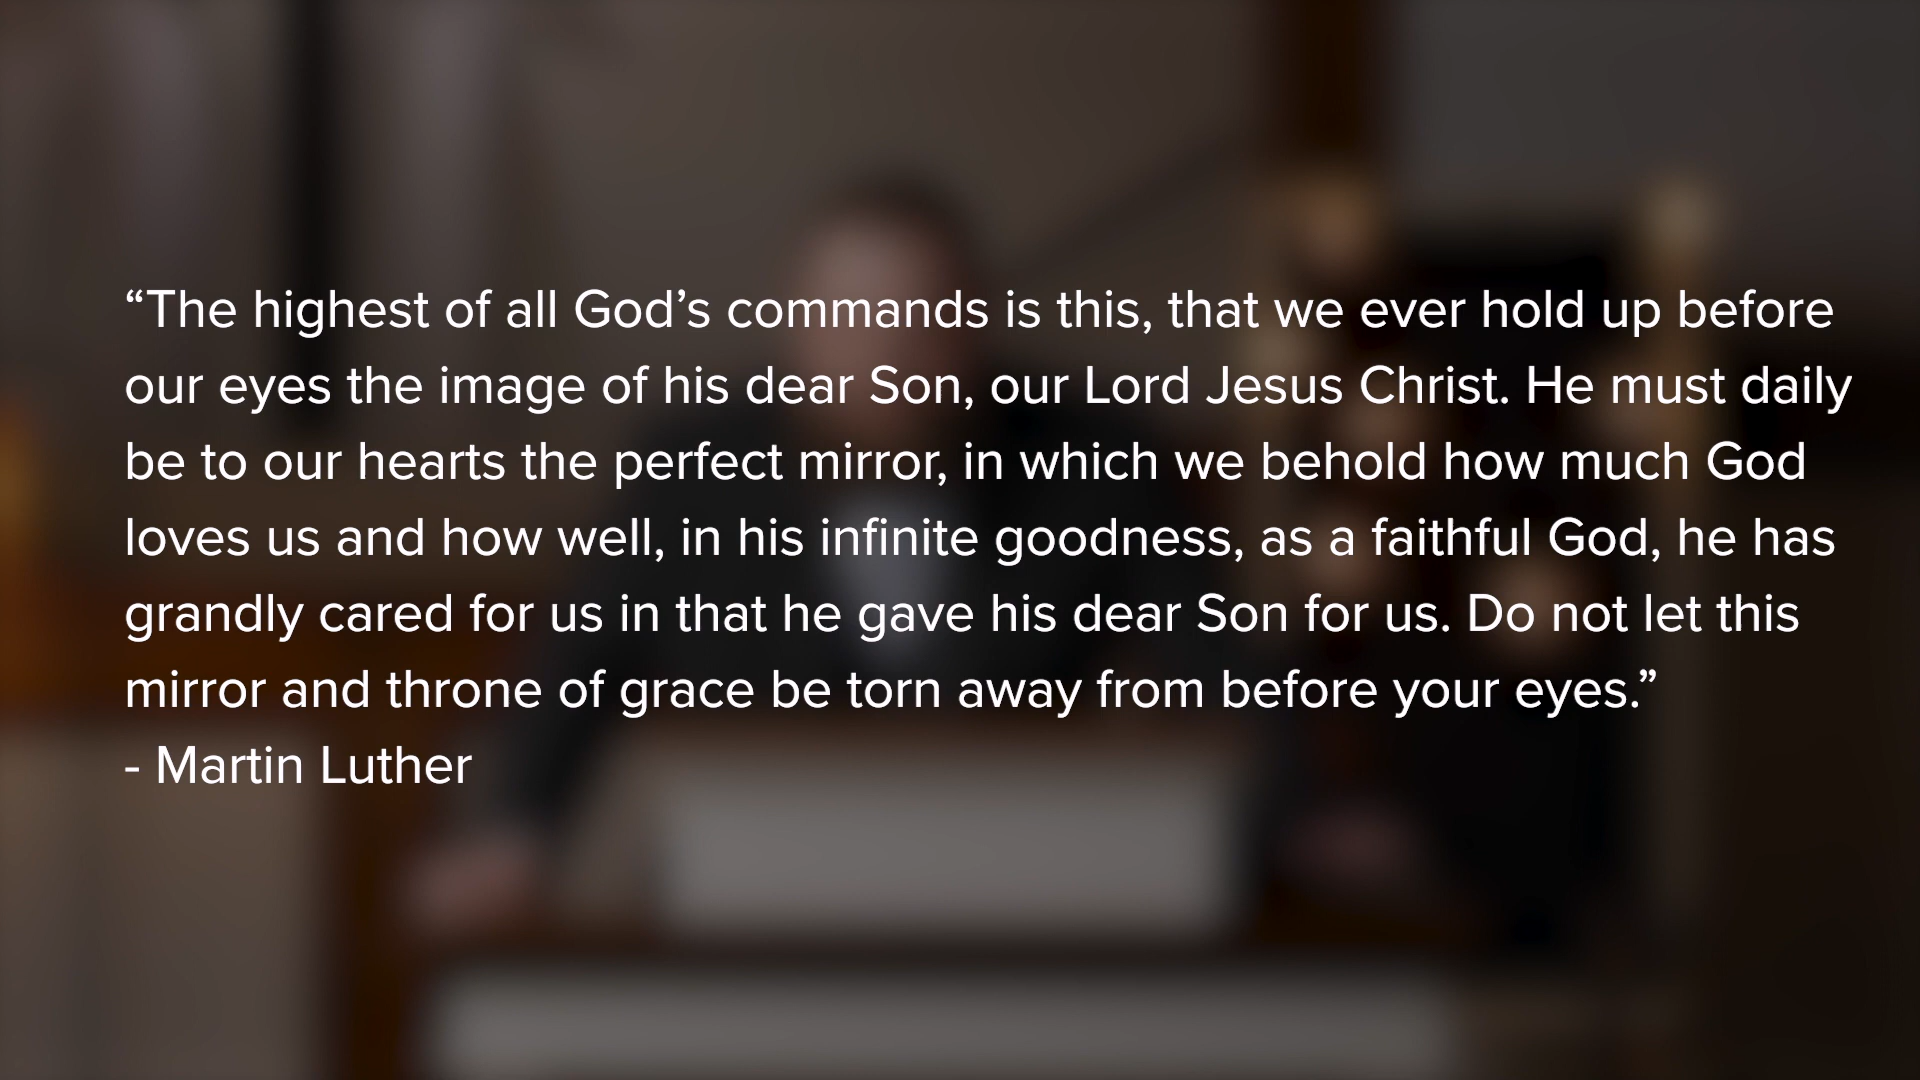 “The highest of all God’s commands is this, that we ever hold up before
our eyes the image of his dear Son, our Lord Jesus Christ. He must daily
be to our hearts the perfect mirror, in which we behold how much God
loves us and how well, in his infinite goodness, as a faithful God, he has
grandly cared for us in that he gave his dear Son for us. Do not let this
mirror and throne of grace be torn away from before your eyes.”
- Martin Luther